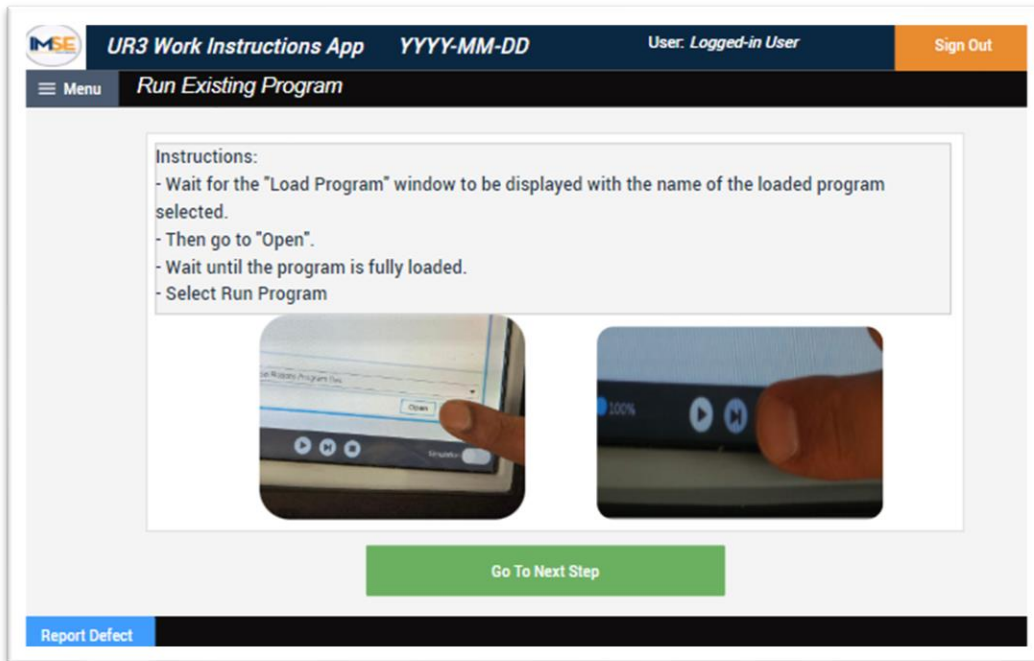 IMSE
UR3 Work Instructions App
YYYY-MM-DD
User: Logged-in User
Sign Out
Menu
Run Existing Program
Instructions:
- Wait for the "Load Program" window to be displayed with the name of the loaded program
selected.
- Then go to "Open".
- Wait until the program is fully loaded.
- Select Run Program
Open
Simulation
100%
Go To Next Step
Report Defect